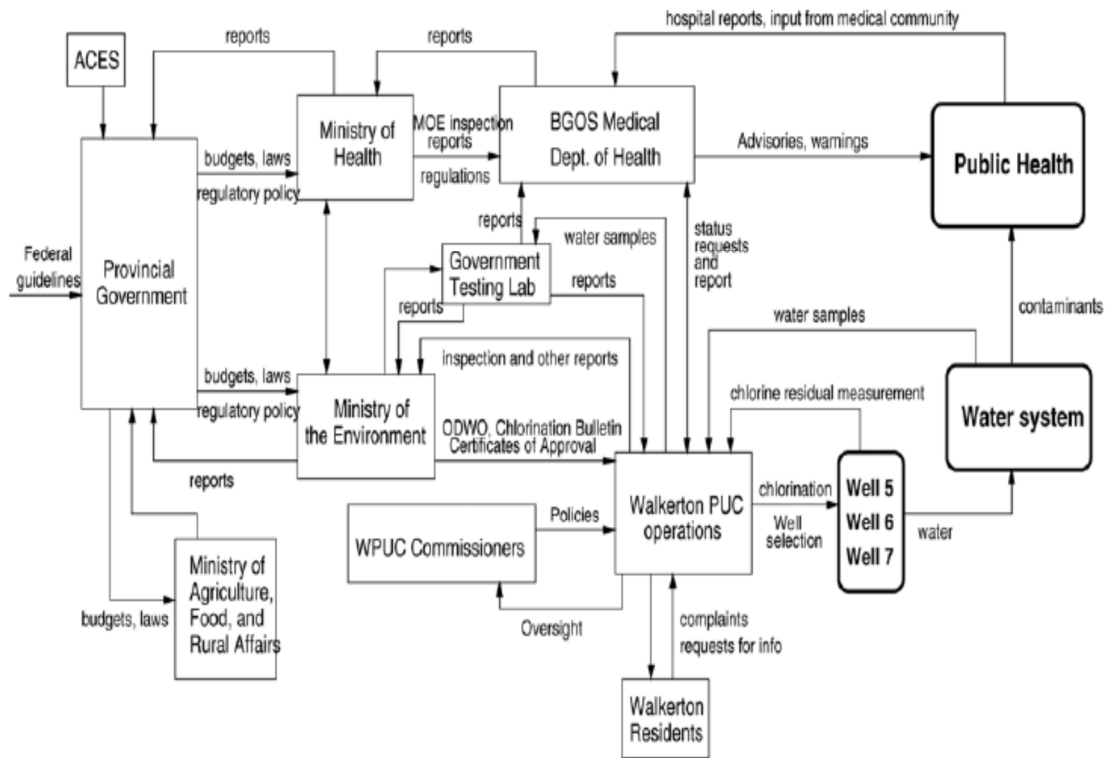 hospital reports, input from medical community
reports
reports
ACES
Ministry of
Health
MOE inspection
reports
regulations
BGOS Medical
Dept. of Health
Advisories, warnings
Public Health
budgets, laws
regulatory policy
Federal
guidelines
Provincial
Government
reports
water samples
status
requests
and
report
Government
Testing Lab
reports
reports
contaminants
water samples
inspection and other reports
budgets, laws
regulatory policy
Ministry of
the Environment
chlorine residual measurement
Water system
ODWO, Chlorination Bulletin
Certificates of Approval
reports
Walkerton PUC
operations
chlorination
Well
selection
Well 5
Well 6
Well 7
water
WPUC Commissioners
Policies
Ministry of
Agriculture,
Food, and
Rural Affairs
budgets, laws
Oversight
complaints
requests for info
Walkerton
Residents